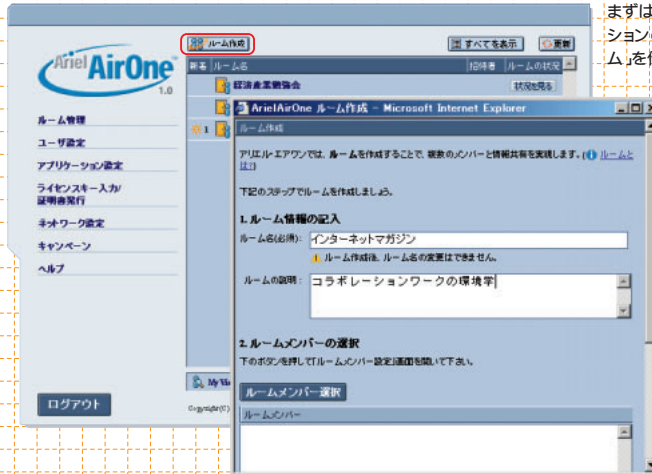 まずは
ション
ム」を
ルーム作成
すべてを表示
更新
Ariel AirOne
1.0
新着 ルーム名 招待者 ルームの状況
経済産業勉強会 状況を見る
1
ルーム管理
ユーザ設定
アプリケーション設定
ライセンスキー入力/
証明書発行
ネットワーク設定
キャンペーン
ヘルプ
ログアウト
ArielAirOne ルーム作成 - Microsoft Internet Explorer
ルーム作成
アリエル・エアワンでは、ルームを作成することで、複数のメンバーと情報共有を実現します。(ルームと
は?)
下記のステップでルームを作成しましょう。
1. ルーム情報の記入
ルーム名(必須): インターネットマガジン
ルーム作成後、ルーム名の変更はできません。
ルームの説明: コラボレーションワークの環境学
2. ルームメンバーの選択
下のボタンを押して「ルームメンバー設定」画面を開いて下さい。
ルームメンバー選択
ルームメンバー
My
Copyright(C)